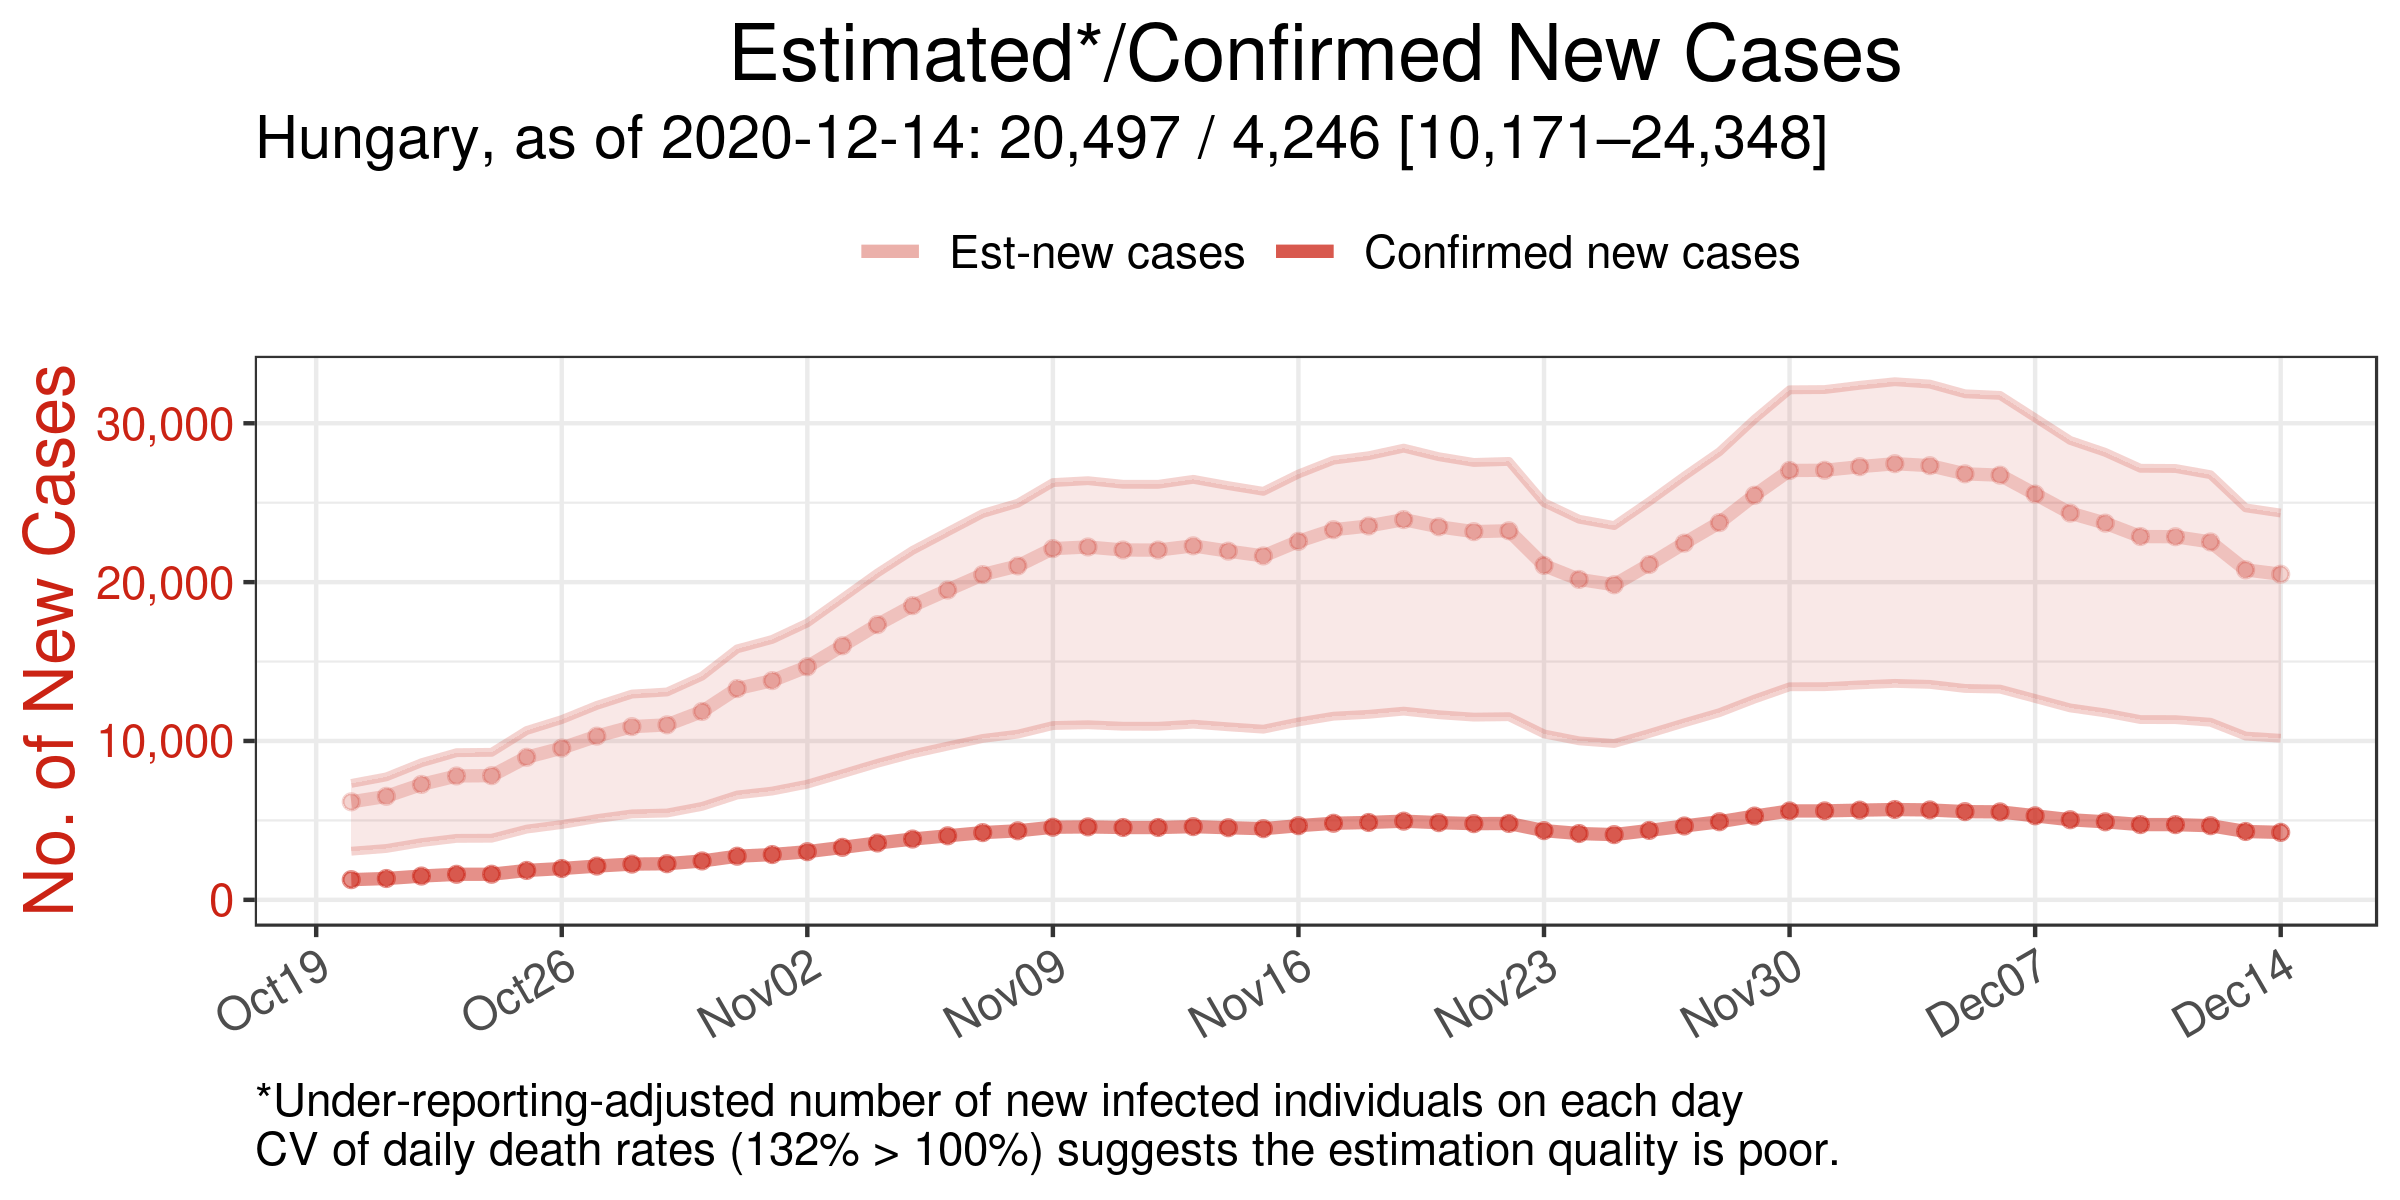 Estimated*/Confirmed New Cases
Hungary, as of 2020-12-14: 20,497 / 4,246 [10,171–24,348]
Est-new cases
Confirmed new cases
No. of New Cases
30,000
20,000
10,000
0
Oct19
Oct26
Nov02
Nov09
Nov16
Nov23
Nov30
Dec07
Dec14
*Under-reporting-adjusted number of new infected individuals on each day
CV of daily death rates (132% > 100%) suggests the estimation quality is poor.